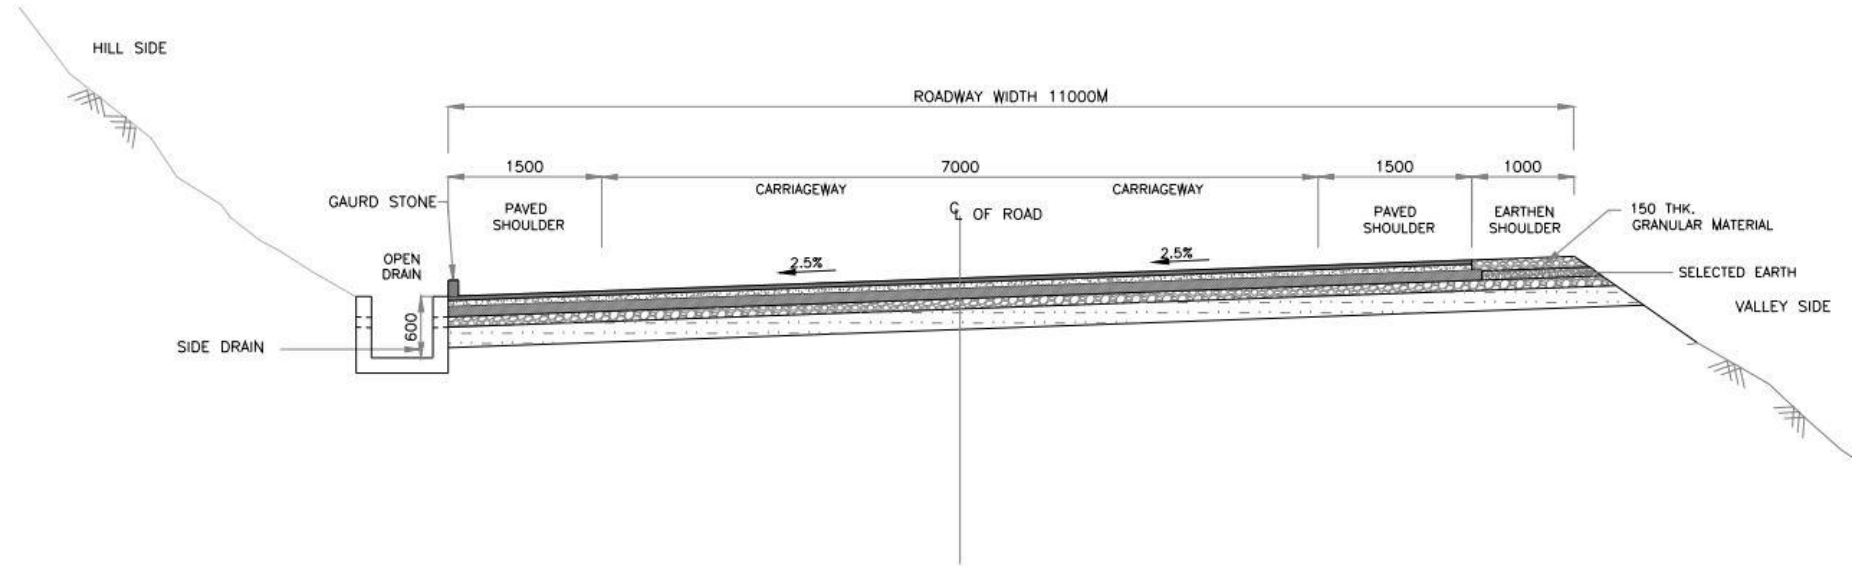 HILL SIDE
ROADWAY WIDTH 11000M
1500
7000
1500
1000
CARRIAGEWAY
CARRIAGEWAY
GAURD STONE
PAVED
SHOULDER
℄ OF ROAD
PAVED
SHOULDER
EARTHEN
SHOULDER
150 THK.
GRANULAR MATERIAL
OPEN
DRAIN
2.5%
2.5%
SELECTED EARTH
VALLEY SIDE
600
SIDE DRAIN